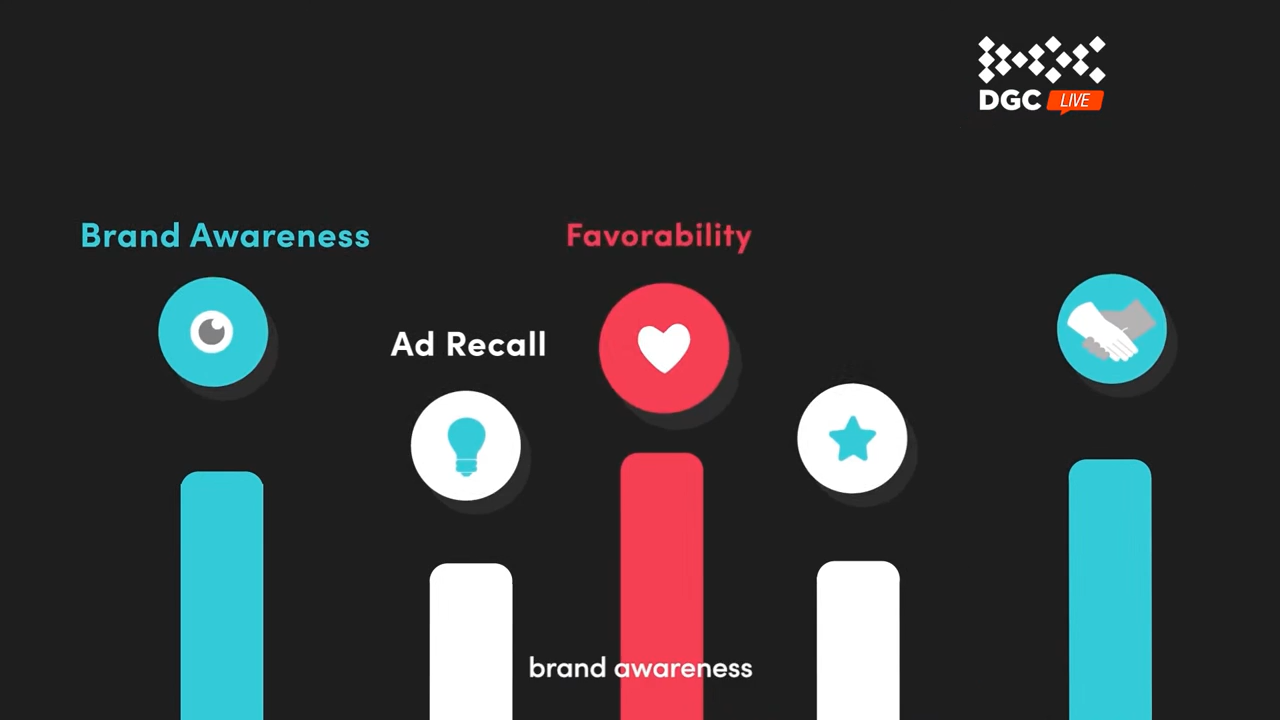 DGC LIVE
Brand Awareness
Favorability
Ad Recall
brand awareness